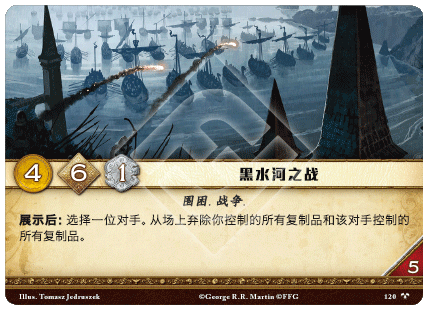 4 6 1 黑水河之战
围困. 战争.
展示后: 选择一位对手。从场上弃除你控制的所有复制品和该对手控制的
所有复制品。
5
Illus. Tomasz Jedruszek ©George R.R. Martin ©FFG 120